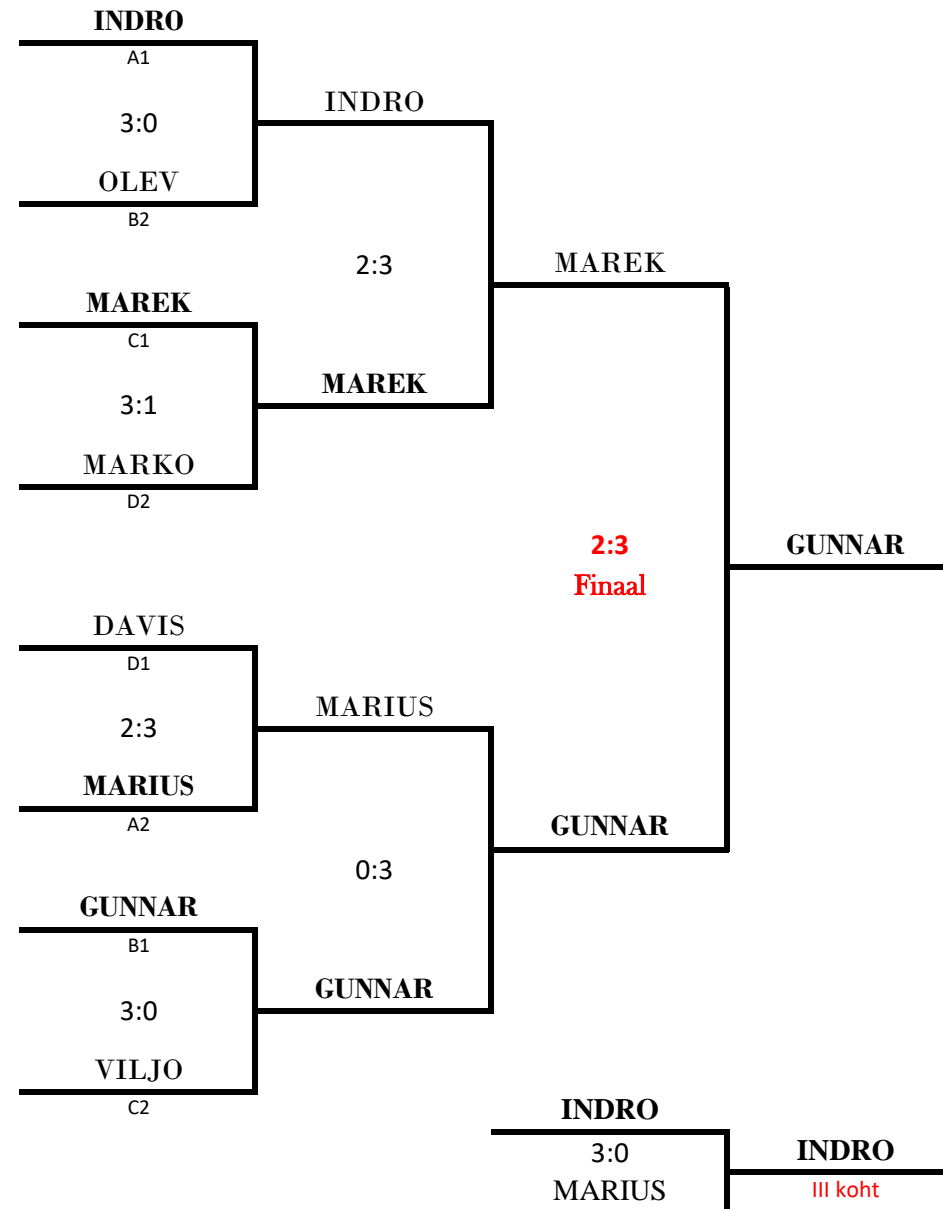 INDRO
A1
INDRO
3:0
OLEV
B2
2:3
MAREK
MAREK
C1
MAREK
3:1
MARKO
D2
2:3
GUNNAR
Finaal
DAVIS
D1
MARIUS
2:3
MARIUS
A2
GUNNAR
0:3
GUNNAR
B1
GUNNAR
3:0
VILJO
C2
INDRO
3:0
INDRO
MARIUS
III koht